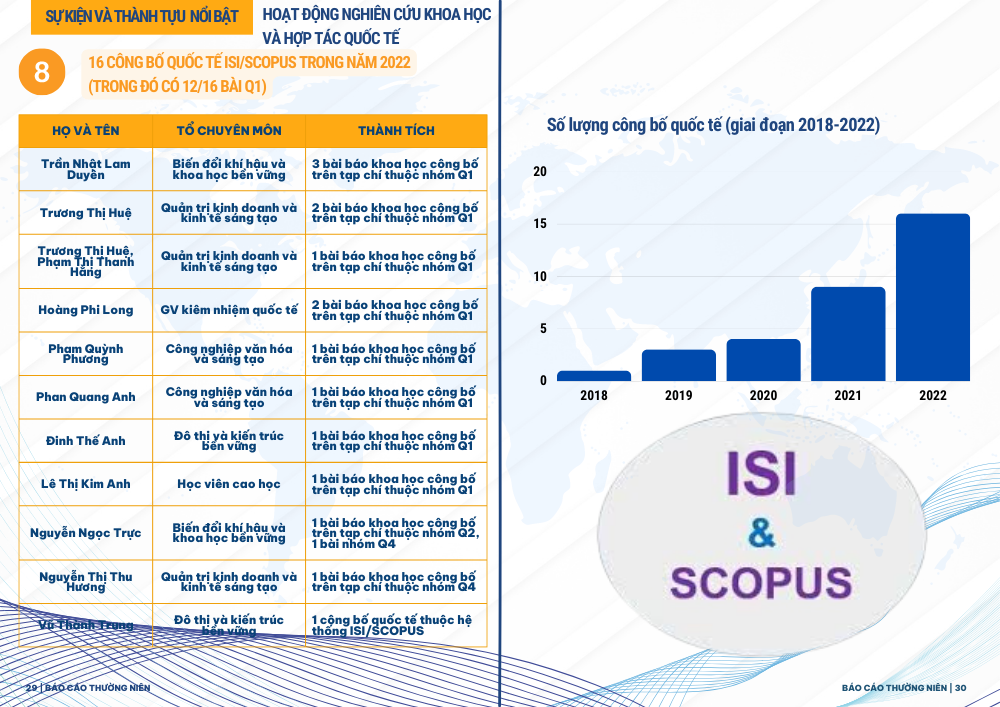 SỰ KIỆN VÀ THÀNH TỰU NỔI BẬT
HOẠT ĐỘNG NGHIÊN CỨU KHOA HỌC
VÀ HỢP TÁC QUỐC TẾ
8
16 CÔNG BỐ QUỐC TẾ ISI/SCOPUS TRONG NĂM 2022
(TRONG ĐÓ CÓ 12/16 BÀI Q1)
HỌ VÀ TÊN
TỔ CHUYÊN MÔN
THÀNH TÍCH
Trần Nhật Lam
Duyên
Biến đổi khí hậu và
khoa học bền vững
3 bài báo khoa học công bố
trên tạp chí thuộc nhóm Q1
Trương Thị Huệ
Quản trị kinh doanh và
kinh tế sáng tạo
2 bài báo khoa học công bố
trên tạp chí thuộc nhóm Q1
Trương Thị Huệ,
Phạm Thị Thanh
Hằng
Quản trị kinh doanh và
kinh tế sáng tạo
1 bài báo khoa học công bố
trên tạp chí thuộc nhóm Q1
Hoàng Phi Long
GV kiêm nhiệm quốc tế
2 bài báo khoa học công bố
trên tạp chí thuộc nhóm Q1
Phạm Quỳnh
Phương
Công nghiệp văn hóa
và sáng tạo
1 bài báo khoa học công bố
trên tạp chí thuộc nhóm Q1
Phan Quang Anh
Công nghiệp văn hóa
và sáng tạo
1 bài báo khoa học công bố
trên tạp chí thuộc nhóm Q1
Đinh Thế Anh
Đô thị và kiến trúc
bền vững
1 bài báo khoa học công bố
trên tạp chí thuộc nhóm Q1
Lê Thị Kim Anh
Học viên cao học
1 bài báo khoa học công bố
trên tạp chí thuộc nhóm Q1
Nguyễn Ngọc Trực
Biến đổi khí hậu và
khoa học bền vững
1 bài báo khoa học công bố
trên tạp chí thuộc nhóm Q2,
1 bài nhóm Q4
Nguyễn Thị Thu
Hương
Quản trị kinh doanh và
kinh tế sáng tạo
1 bài báo khoa học công bố
trên tạp chí thuộc nhóm Q4
Vũ Thành Trung
Đô thị và kiến trúc
bền vững
1 công bố quốc tế thuộc hệ
thống ISI/SCOPUS
29 | BÁO CÁO THƯỜNG NIÊN
Số lượng công bố quốc tế (giai đoạn 2018-2022)
20
15
10
5
0
2018
2019
2020
2021
2022
ISI
&
SCOPUS
BÁO CÁO THƯỜNG NIÊN | 30